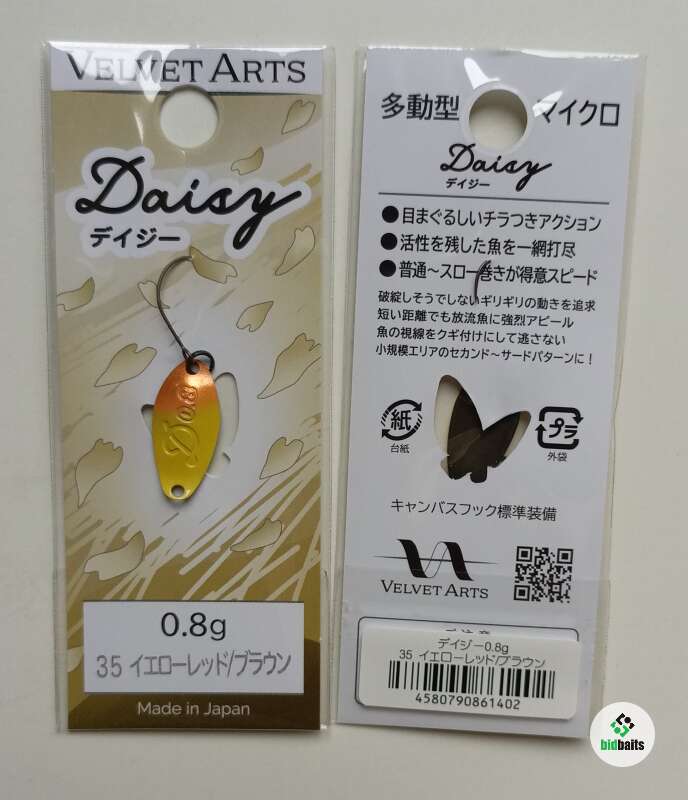 VELVET ARTS
Daisy
デイジー
D0.8
0.8g
35 イエローレッド/ブラウン
Made in Japan
多動型 マイクロ
Daisy
デイジー
●目まぐるしいチラつきアクション
●活性を残した魚を一網打尽
●普通~スロー巻きが得意スピード
破綻しそうでしないギリギリの動きを追求
短い距離でも放流魚に強烈アピール
魚の視線をクギ付けにして逃さない
小規模エリアのセカンド~サードパターンに!
紙
台紙
プラ
外袋
キャンバスフック標準装備
VELVET ARTS
デイジー0.8g
35 イエローレッド/ブラウン
4580790861402
bidbaits